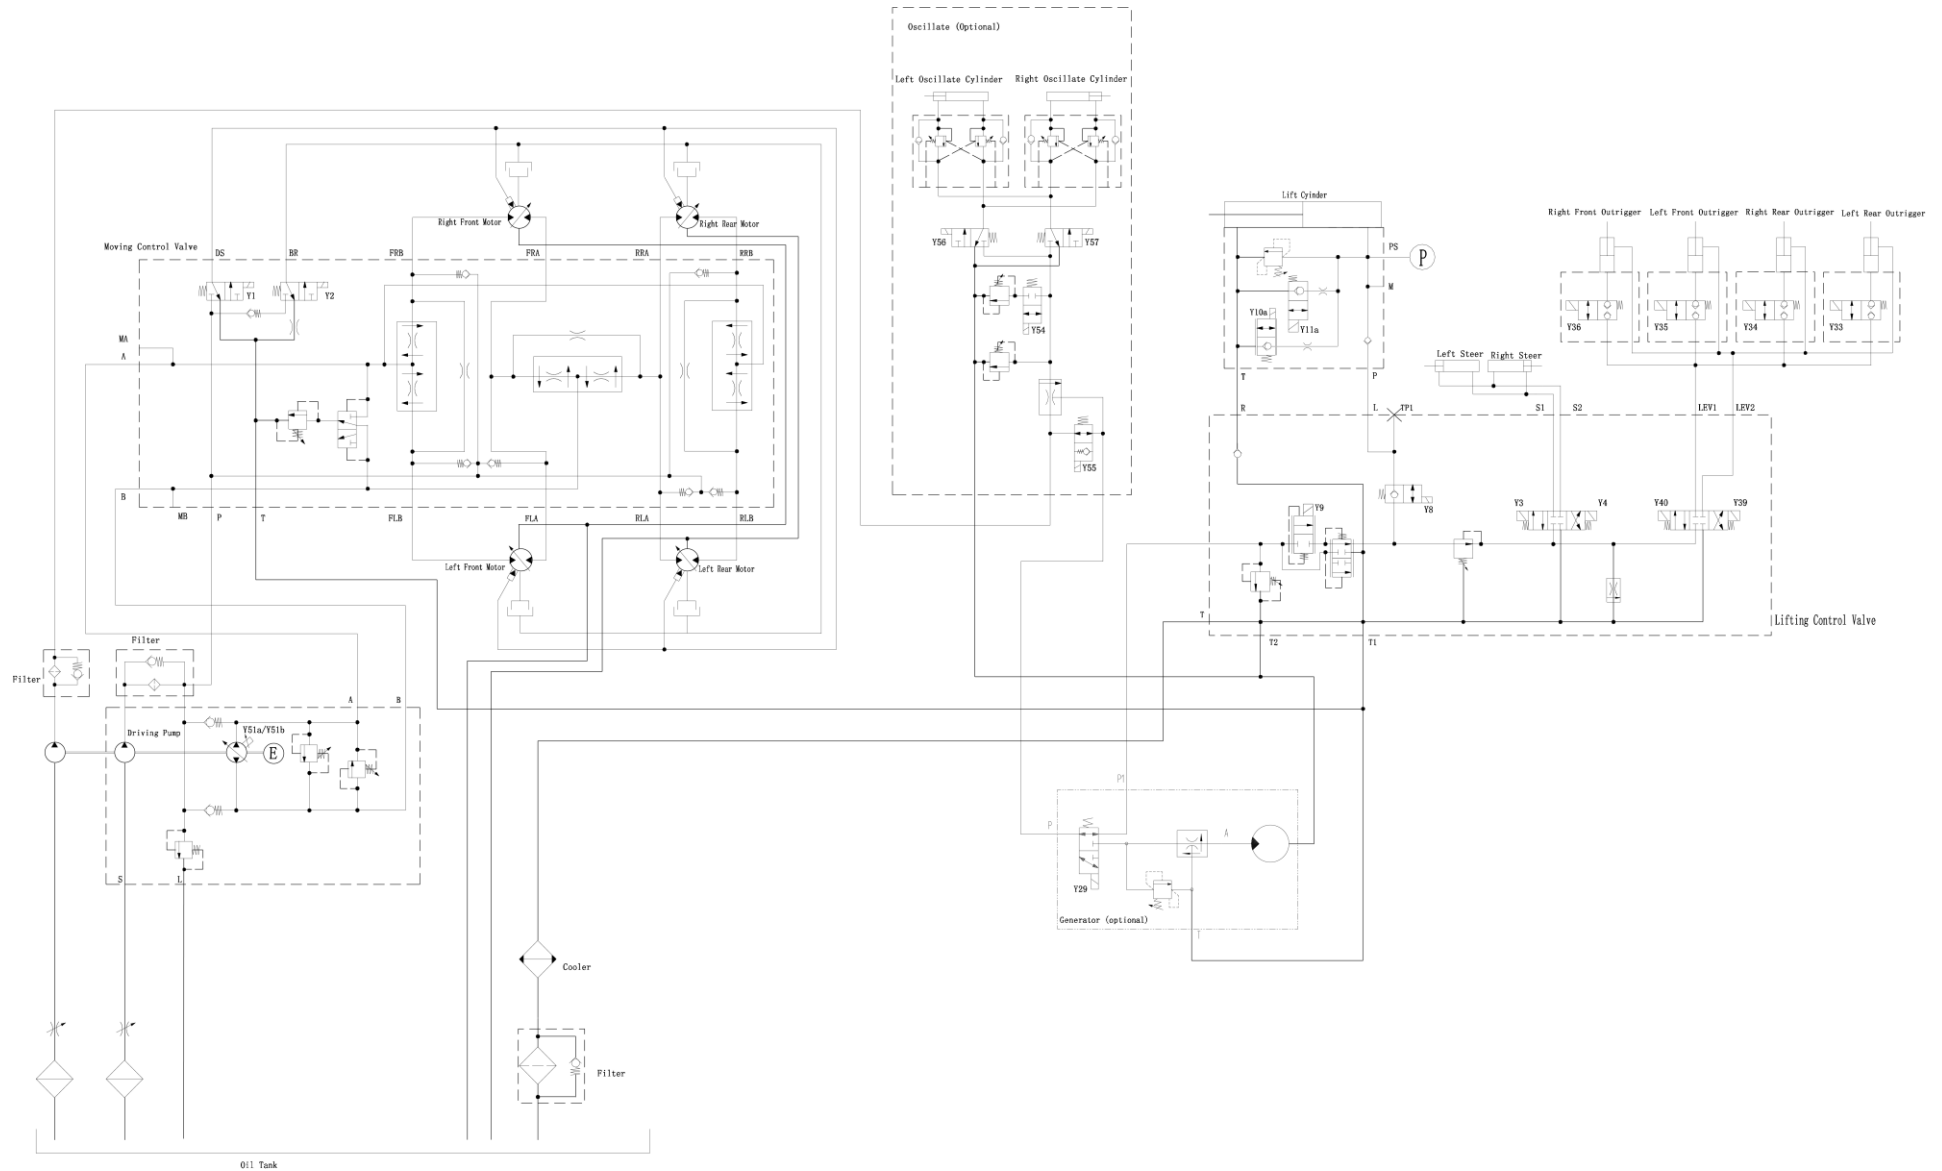 Oscillate (Optional)
Left Oscillate Cylinder
Right Oscillate Cylinder
Lift Cyinder
Right Front Outrigger
Left Front Outrigger
Right Rear Outrigger
Left Rear Outrigger
Right Front Motor
Right Rear Motor
Y56
Y57
PS
P
Moving Control Valve
DS
BR
FRB
FRA
RRA
RRB
M
Y1
Y2
Y10a
Y11a
Y54
Y36
Y35
Y34
Y33
MA
A
Left Steer
Right Steer
T
P
R
L
TP1
S1
S2
LEV1
LEV2
Y55
B
MB
P
T
FLB
FLA
RLA
RLB
Y9
Y8
Y3
Y4
Y40
Y39
Left Front Motor
Left Rear Motor
T
Lifting Control Valve
T2
T1
Filter
Filter
A
B
Driving Pump
Y51a/Y51b
E
P1
P
A
S
L
Y29
Generator (optional)
T
Cooler
Filter
Oil Tank